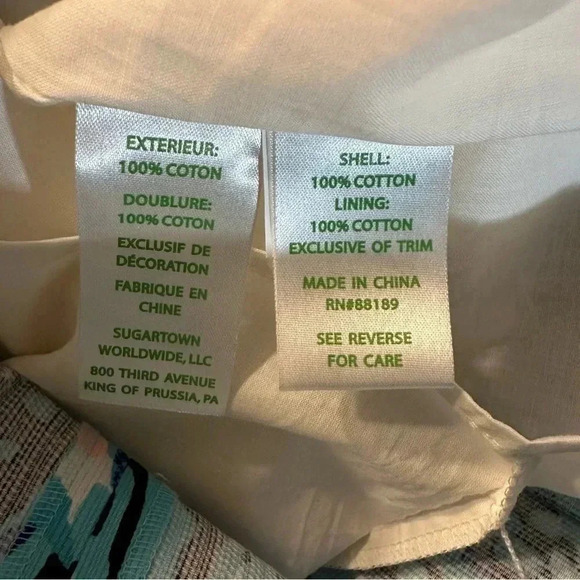 EXTERIEUR:
100% COTON
DOUBLURE:
100% COTON
EXCLUSIF DE
DÉCORATION
FABRIQUE EN
CHINE
SUGARTOWN
WORLDWIDE, LLC
800 THIRD AVENUE
KING OF PRUSSIA, PA
SHELL:
100% COTTON
LINING:
100% COTTON
EXCLUSIVE OF TRIM
MADE IN CHINA
RN#88189
SEE REVERSE
FOR CARE